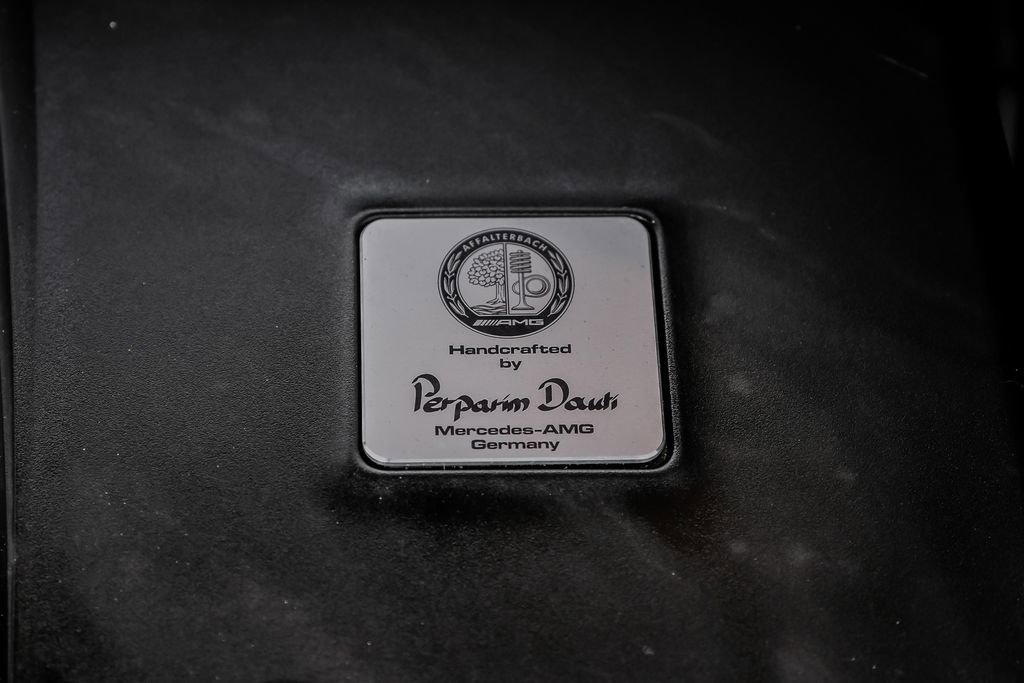 AFFALTERBACH
AMG
Handcrafted
by
Perparim Dauti
Mercedes-AMG
Germany